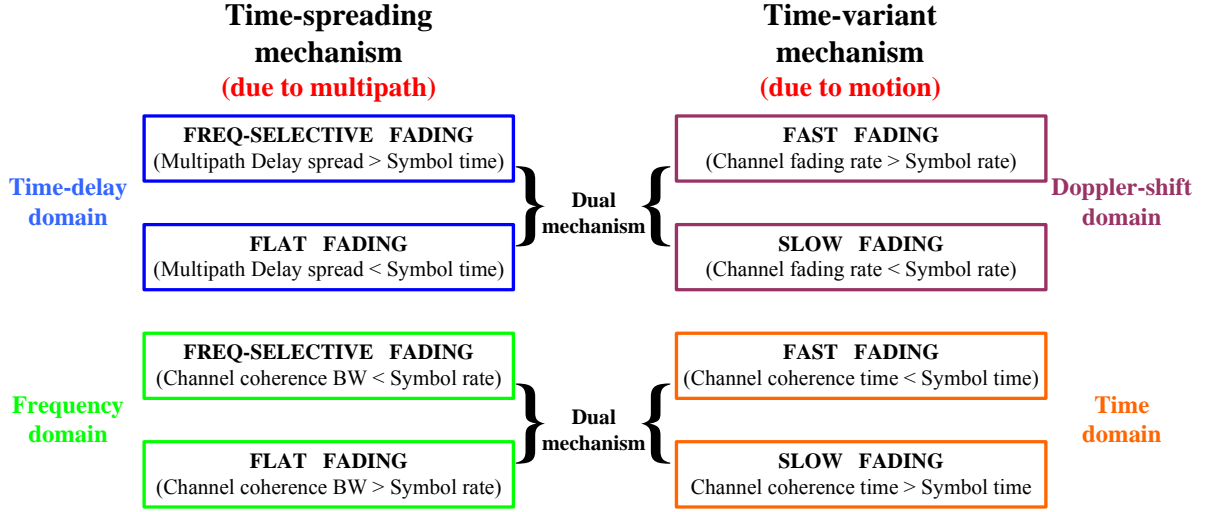 Time-spreading
mechanism
(due to multipath)
Time-variant
mechanism
(due to motion)
Time-delay
domain
FREQ-SELECTIVE FADING
(Multipath Delay spread > Symbol time)
FLAT FADING
(Multipath Delay spread < Symbol time)
Dual
mechanism
FAST FADING
(Channel fading rate > Symbol rate)
SLOW FADING
(Channel fading rate < Symbol rate)
Doppler-shift
domain
Frequency
domain
FREQ-SELECTIVE FADING
(Channel coherence BW < Symbol rate)
FLAT FADING
(Channel coherence BW > Symbol rate)
Dual
mechanism
FAST FADING
(Channel coherence time < Symbol time)
SLOW FADING
Channel coherence time > Symbol time
Time
domain